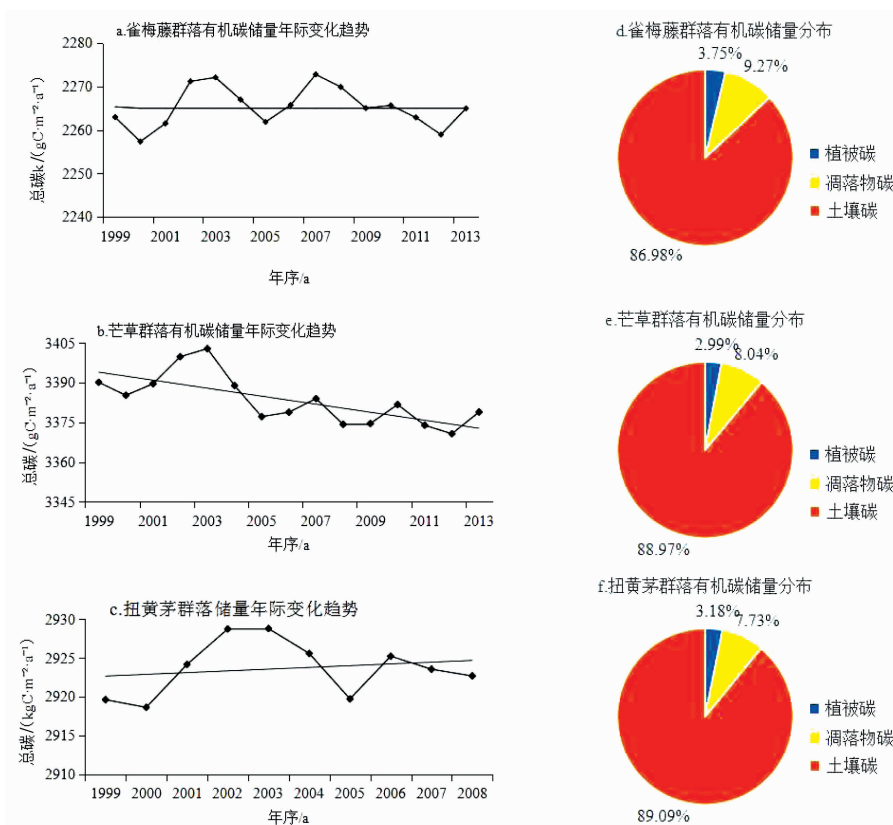 a.雀梅藤群落有机碳储量年际变化趋势
2280
2270
2260
2250
2240
总碳k/(gC·m⁻²·a⁻¹)
1999 2001 2003 2005 2007 2009 2011 2013
年序/a
d.雀梅藤群落有机碳储量分布
3.75%
9.27%
86.98%
植被碳
凋落物碳
土壤碳
b.芒草群落有机碳储量年际变化趋势
3405
3390
3375
3360
3345
总碳/(gC·m⁻²·a⁻¹)
1999 2001 2003 2005 2007 2009 2011 2013
年序/a
e.芒草群落有机碳储量分布
2.99%
8.04%
88.97%
植被碳
凋落物碳
土壤碳
c.扭黄茅群落储量年际变化趋势
2930
2925
2920
2915
2910
总碳/(kgC·m⁻²·a⁻¹)
1999 2000 2001 2002 2003 2004 2005 2006 2007 2008
年序/a
f.扭黄茅群落有机碳储量分布
3.18%
7.73%
89.09%
植被碳
凋落物碳
土壤碳